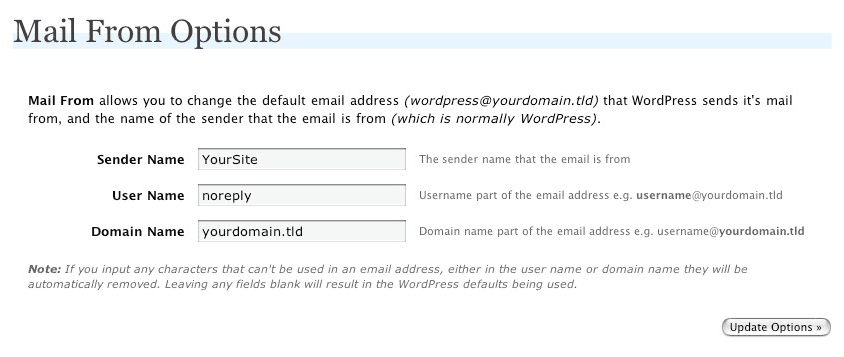 Mail From Options
Mail From allows you to change the default email address (wordpress@yourdomain.tld) that WordPress sends it's mail
from, and the name of the sender that the email is from (which is normally WordPress).
Sender Name YourSite The sender name that the email is from
User Name noreply Username part of the email address e.g. username@yourdomain.tld
Domain Name yourdomain.tld Domain name part of the email address e.g. username@yourdomain.tld
Note: If you input any characters that can't be used in an email address, either in the user name or domain name they will be
automatically removed. Leaving any fields blank will result in the WordPress defaults being used.
Update Options »